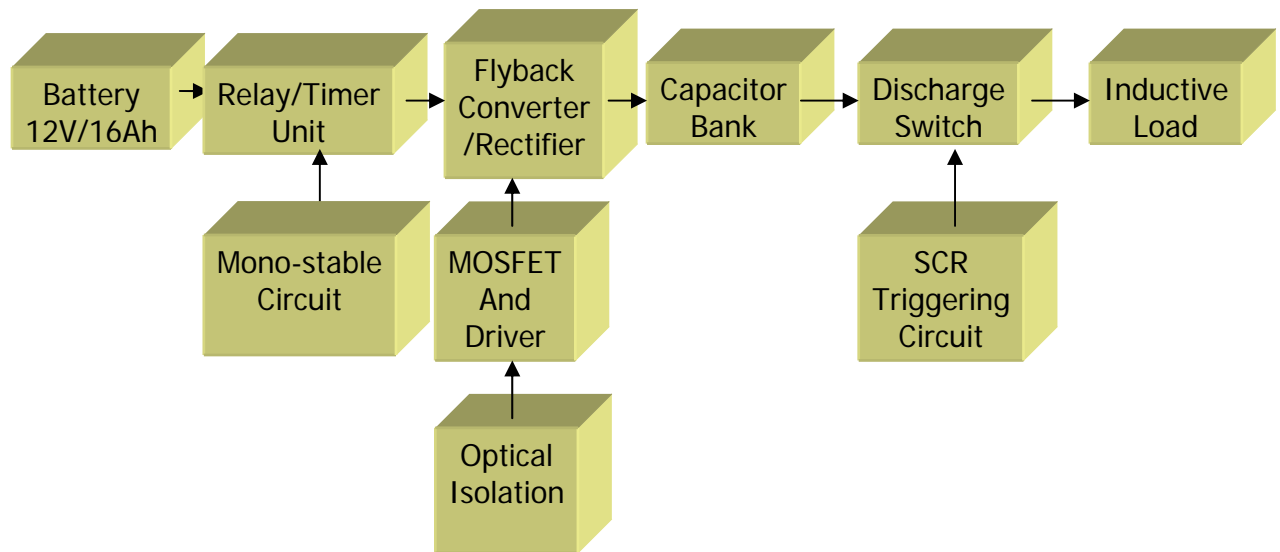 Battery
12V/16Ah
Relay/Timer
Unit
Flyback
Converter
/Rectifier
Capacitor
Bank
Discharge
Switch
Inductive
Load
Mono-stable
Circuit
MOSFET
And
Driver
SCR
Triggering
Circuit
Optical
Isolation